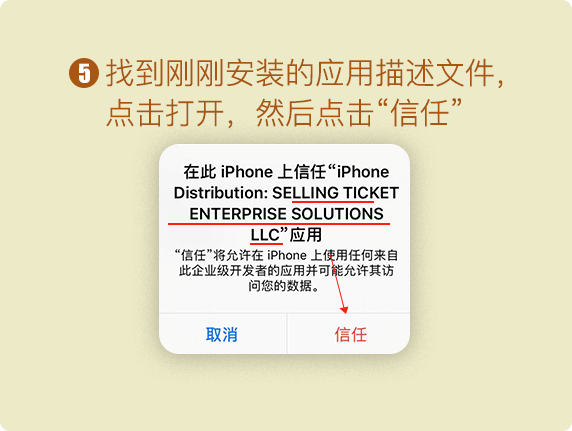 5 找到刚刚安装的应用描述文件，
点击打开，然后点击“信任”
在此 iPhone 上信任“iPhone
Distribution: SELLING TICKET
ENTERPRISE SOLUTIONS
LLC”应用
“信任”将允许在 iPhone 上使用任何来自
此企业级开发者的应用并可能允许其访
问您的数据。
取消
信任